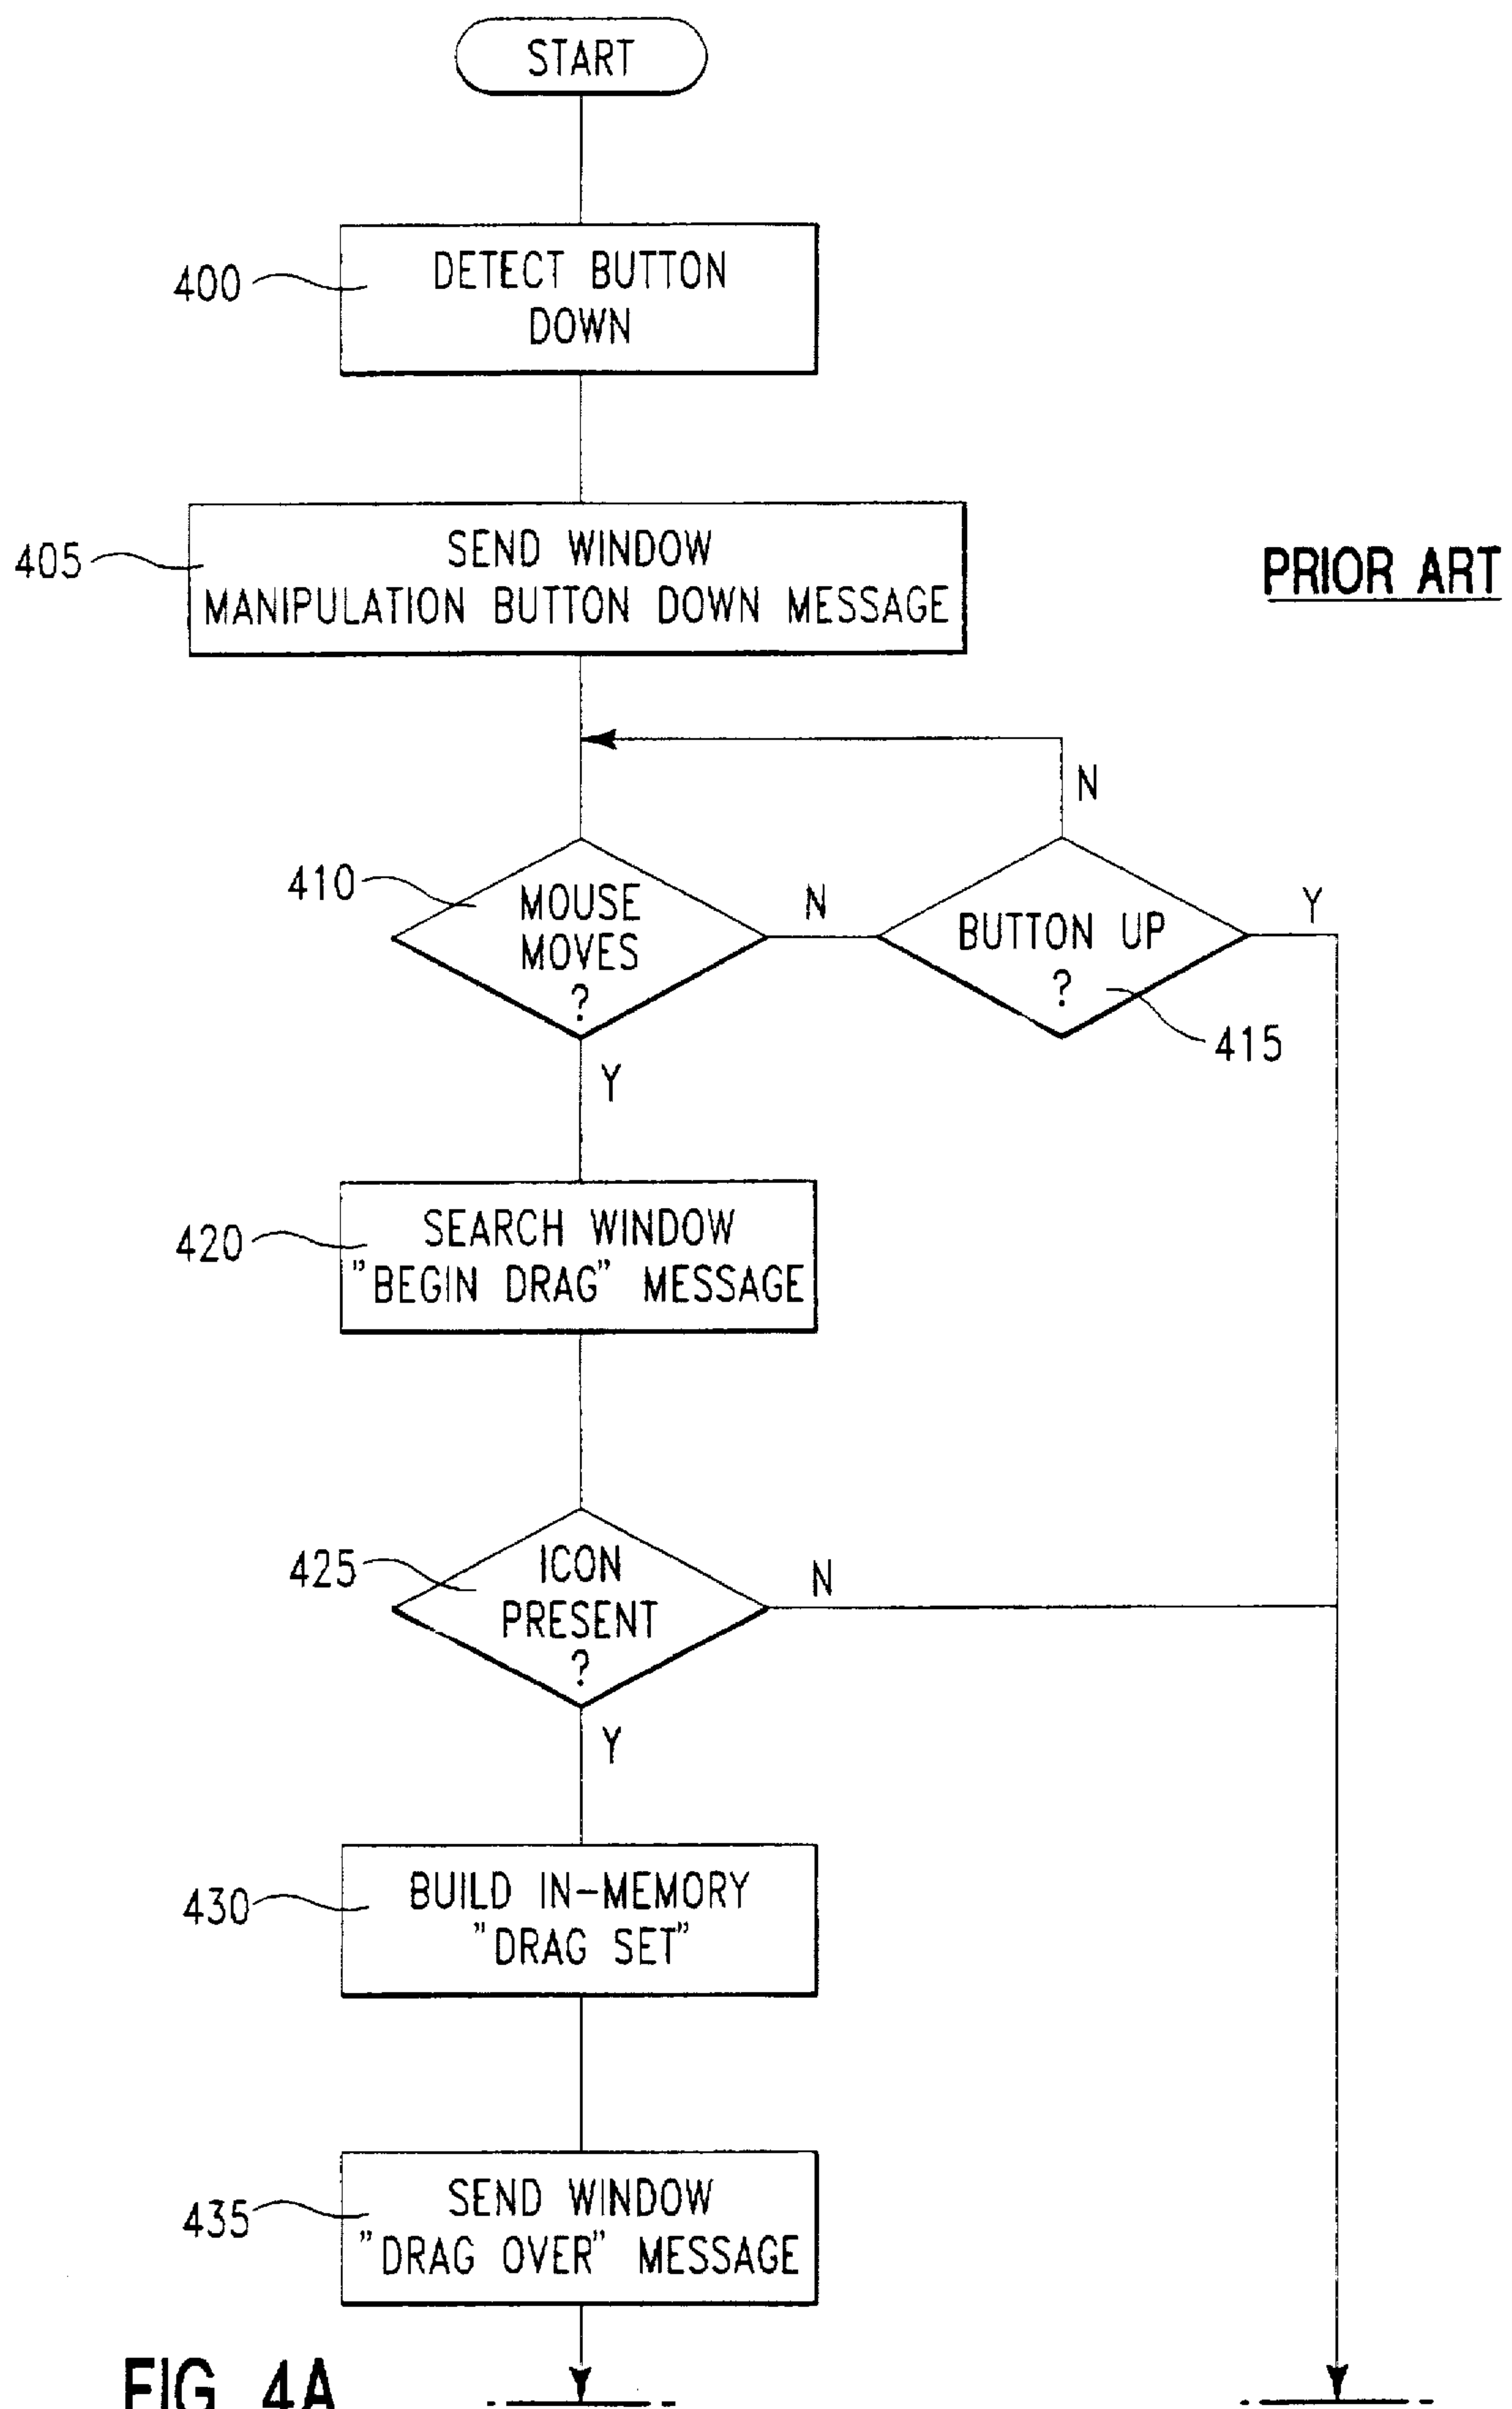 START
400
DETECT BUTTON
DOWN
405
SEND WINDOW
MANIPULATION BUTTON DOWN MESSAGE
PRIOR ART
N
410
MOUSE
MOVES
?
N
BUTTON UP
?
Y
415
Y
420
SEARCH WINDOW
"BEGIN DRAG" MESSAGE
425
ICON
PRESENT
?
N
Y
430
BUILD IN-MEMORY
"DRAG SET"
435
SEND WINDOW
"DRAG OVER" MESSAGE
FIG. 4A